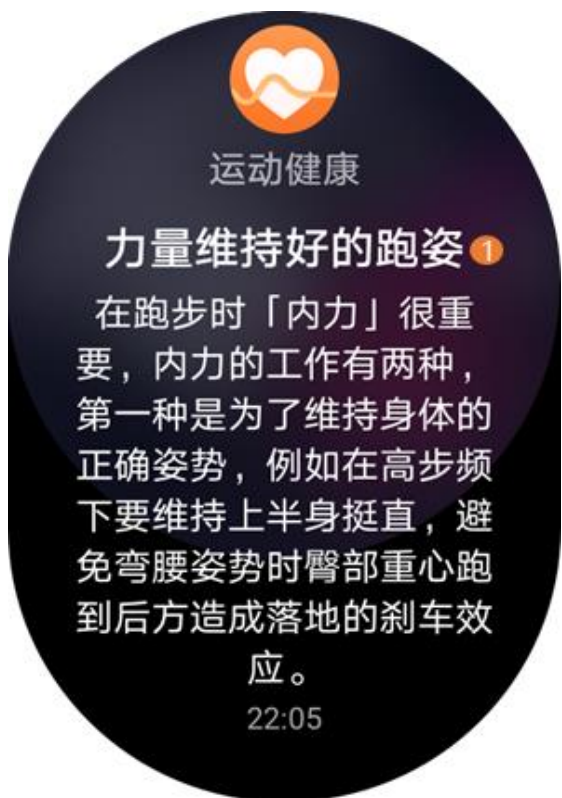 运动健康
力量维持好的跑姿1
在跑步时「内力」很重
要，内力的工作有两种，
第一种是为了维持身体的
正确姿势，例如在高步频
下要维持上半身挺直，避
免弯腰姿势时臀部重心跑
到后方造成落地的刹车效
应。
22:05